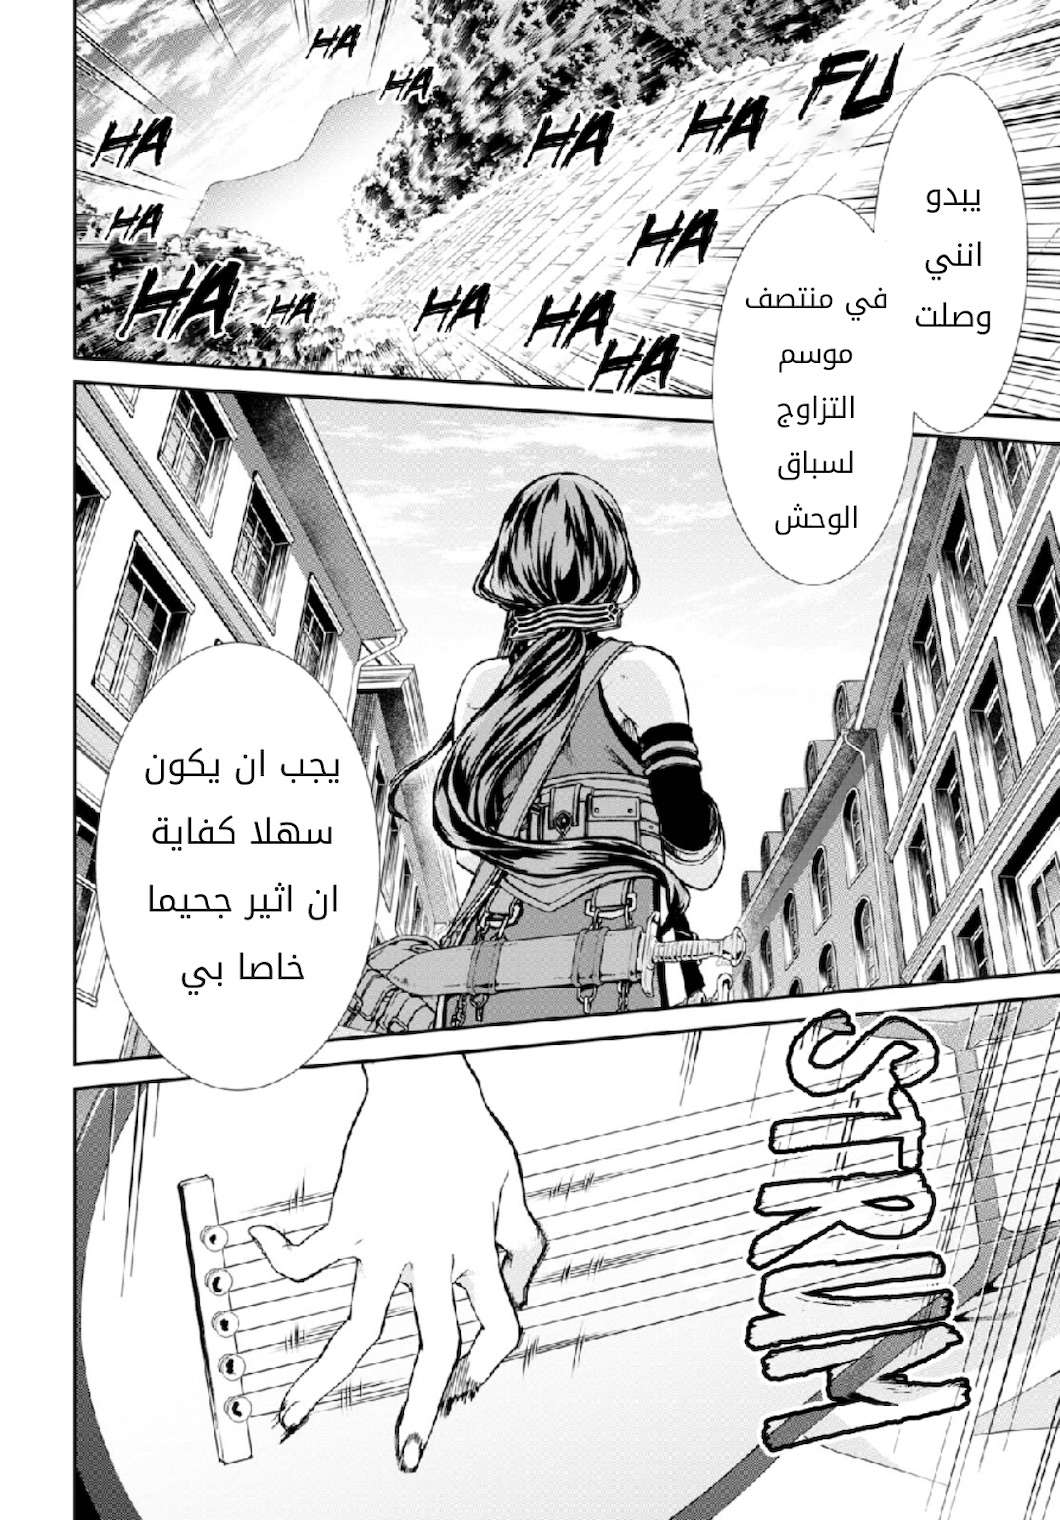 FU
HA
HA
HA
HA
HA
HA
HA
HA
HA
HA
HA
HA
HA
يبدو
انني
وصلت
في منتصف
موسم
التزاوج
لسباق
الوحش
يجب ان يكون
سهلا كفاية
ان اثير جحيما
خاصا بي
STRUM